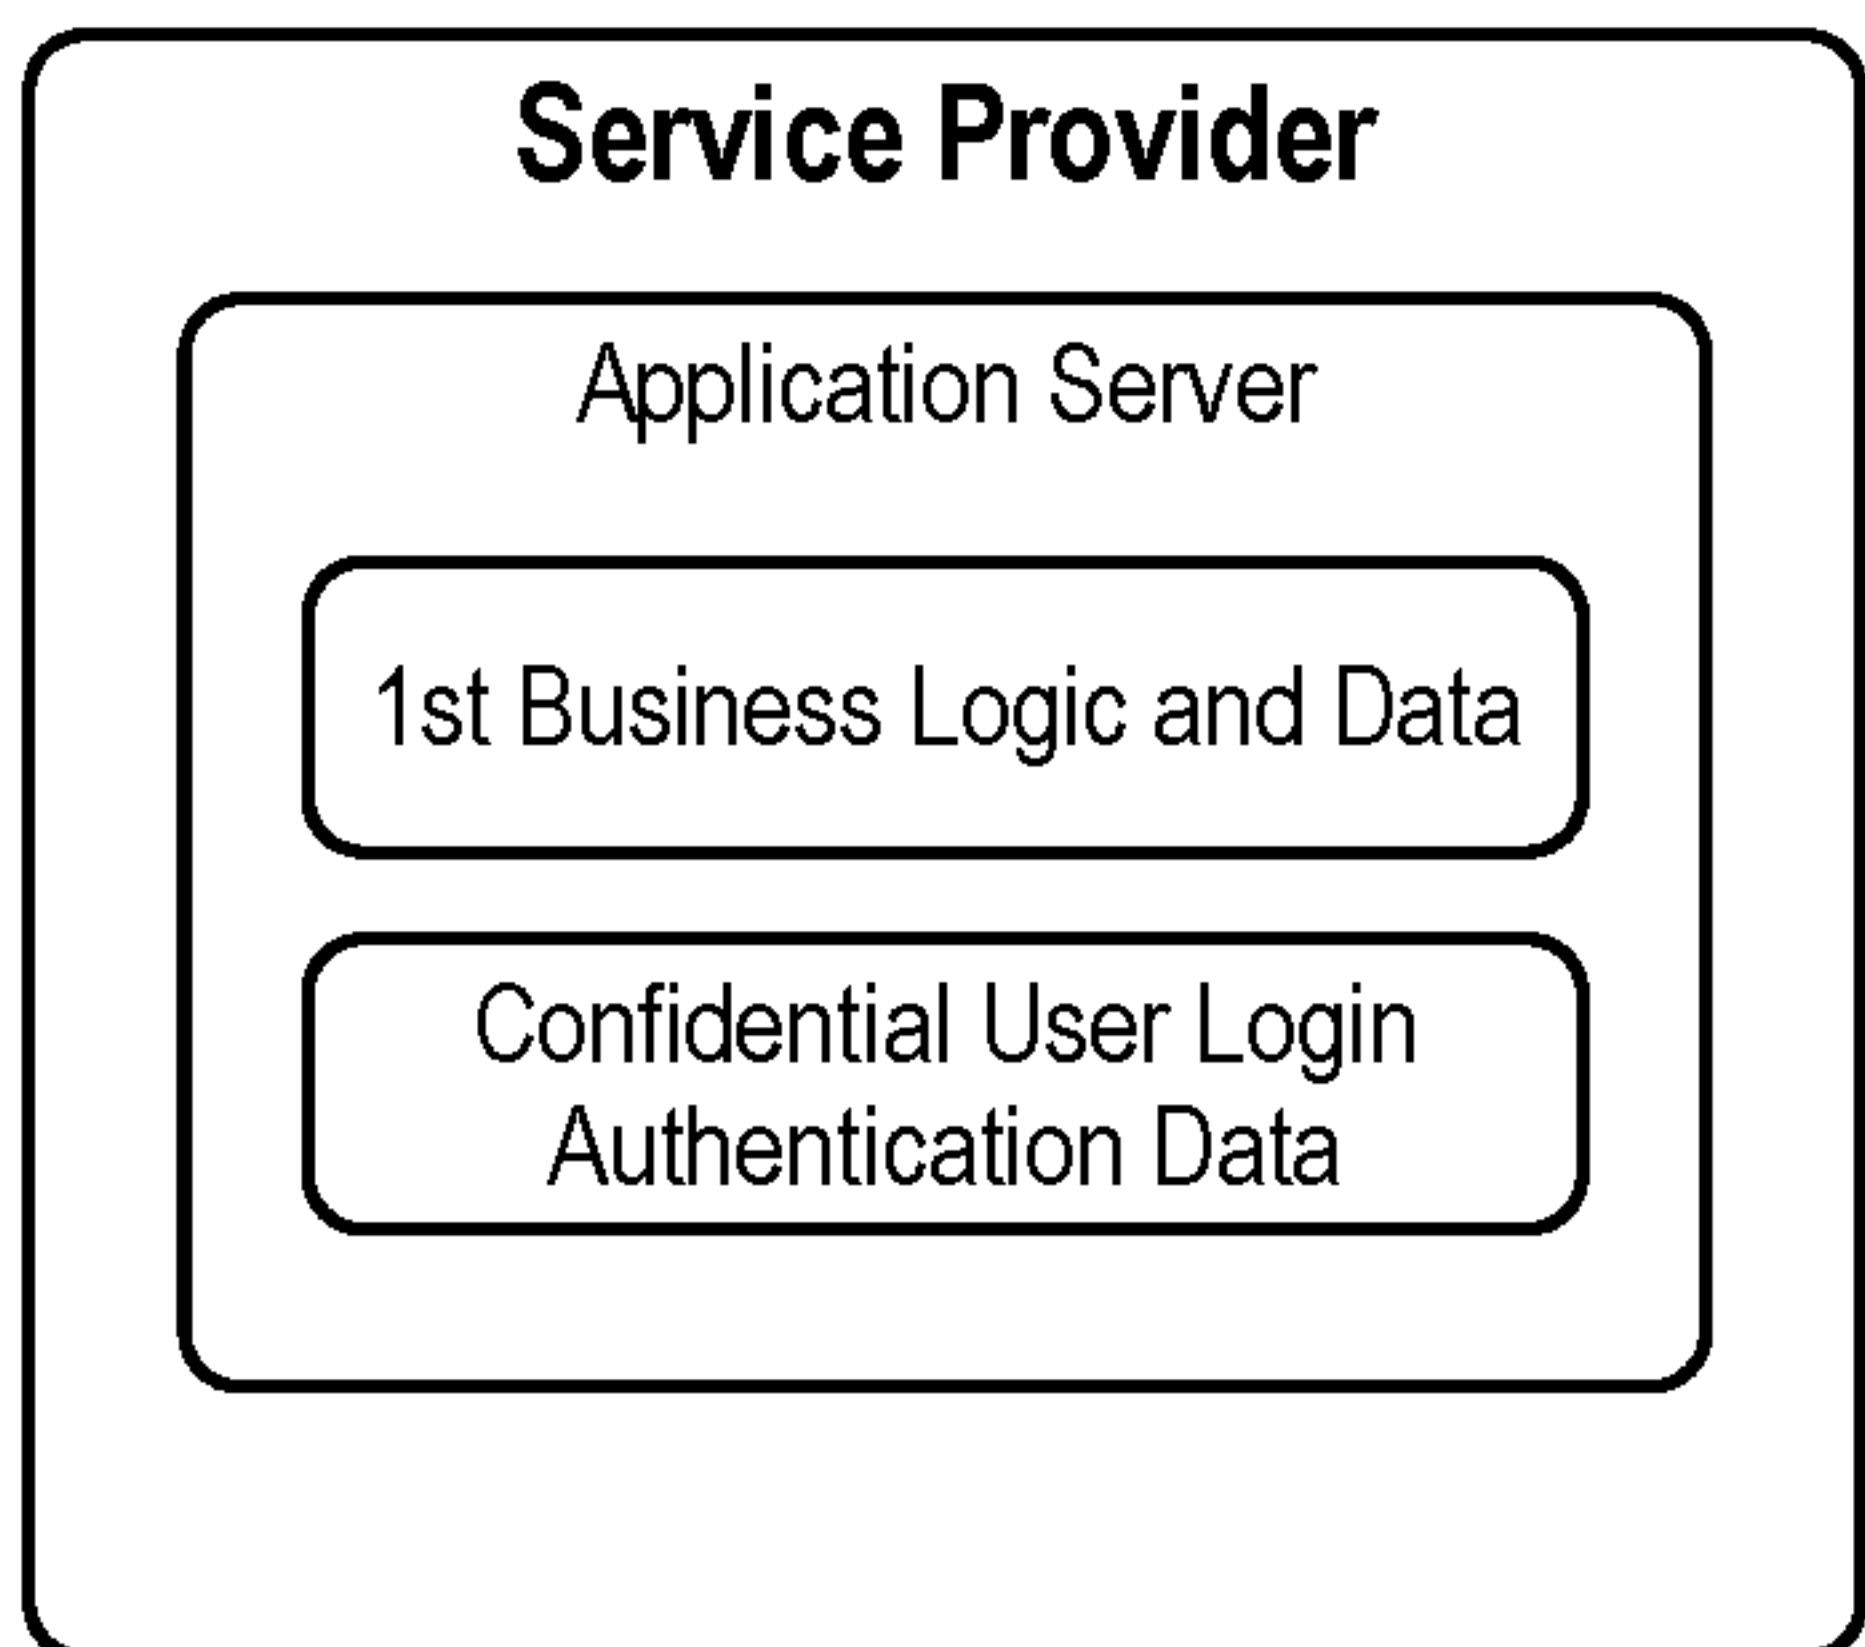 Service Provider
Application Server
1st Business Logic and Data
Confidential User Login
Authentication Data